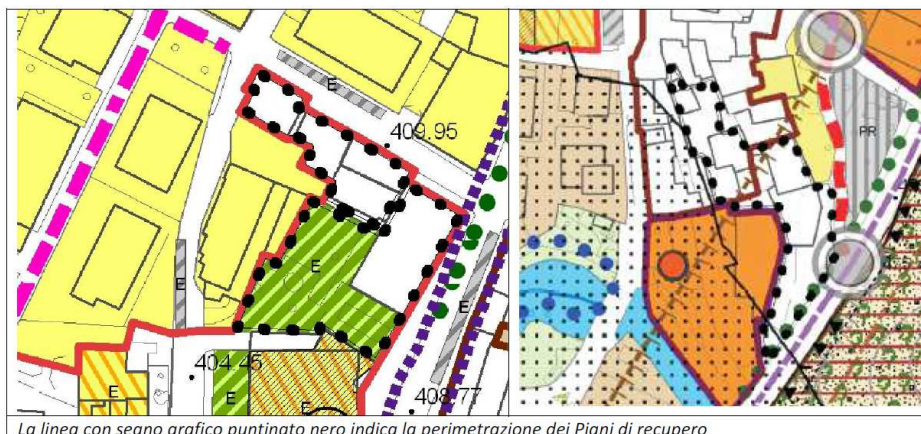 E
409.95
E
E
E
404.45
E
E
408.77
PR
La linea con segno grafico puntinato nero indica la perimetrazione dei Piani di recupero